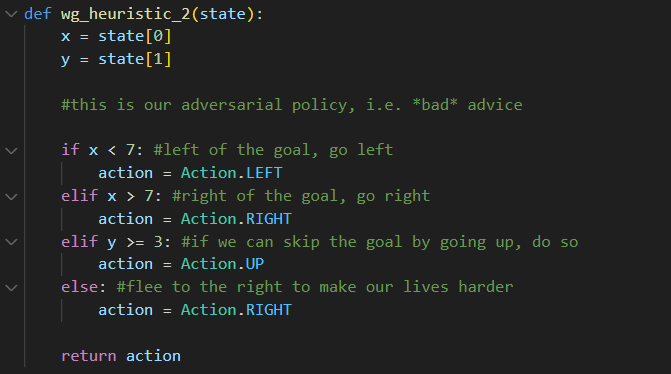 def wg_heuristic_2(state):
    x = state[0]
    y = state[1]

    #this is our adversarial policy, i.e. *bad* advice

    if x < 7: #left of the goal, go left
        action = Action.LEFT
    elif x > 7: #right of the goal, go right
        action = Action.RIGHT
    elif y >= 3: #if we can skip the goal by going up, do so
        action = Action.UP
    else: #flee to the right to make our lives harder
        action = Action.RIGHT

    return action